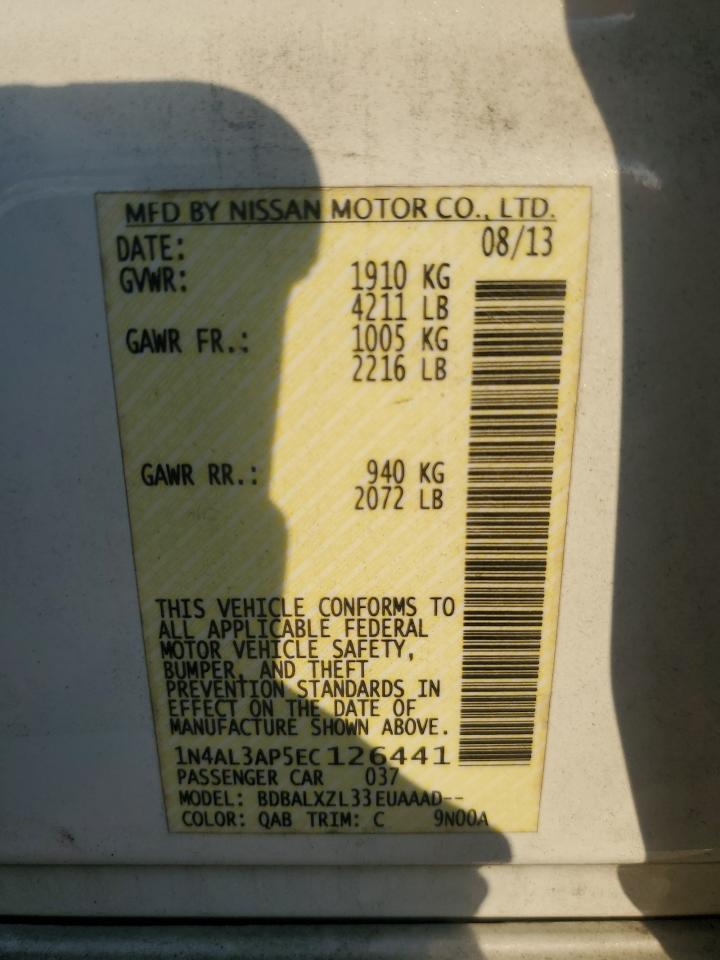 MFD BY NISSAN MOTOR CO., LTD.
DATE: 08/13
GVWR: 1910 KG
4211 LB
GAWR FR.: 1005 KG
2216 LB
GAWR RR.: 940 KG
2072 LB
THIS VEHICLE CONFORMS TO
ALL APPLICABLE FEDERAL
MOTOR VEHICLE SAFETY,
BUMPER, AND THEFT
PREVENTION STANDARDS IN
EFFECT ON THE DATE OF
MANUFACTURE SHOWN ABOVE.
1N4AL3AP5EC126441
PASSENGER CAR 037
MODEL: BDBALXZL33EUAAAD--
COLOR: QAB TRIM: C 9N00A